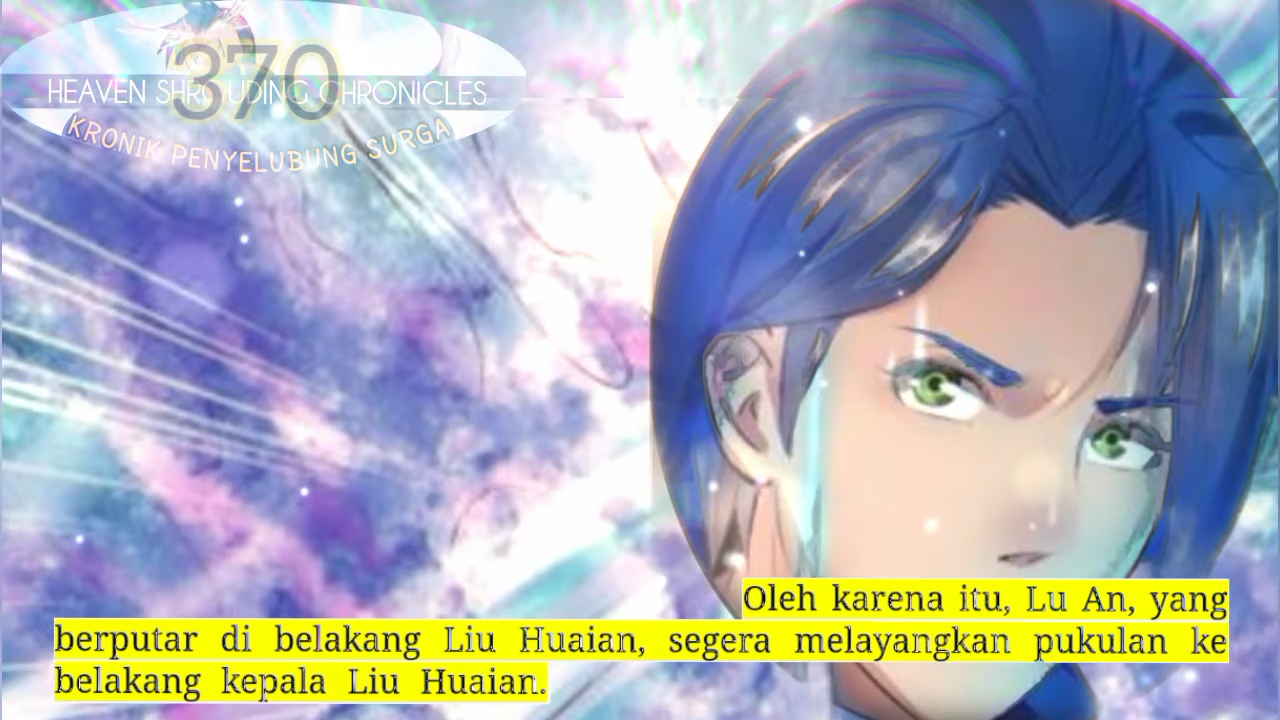 370
HEAVEN SHROUDING CHRONICLES
KRONIK PENYELUBUNG SURGA
Oleh karena itu, Lu An, yang
berputar di belakang Liu Huaian, segera melayangkan pukulan ke
belakang kepala Liu Huaian.